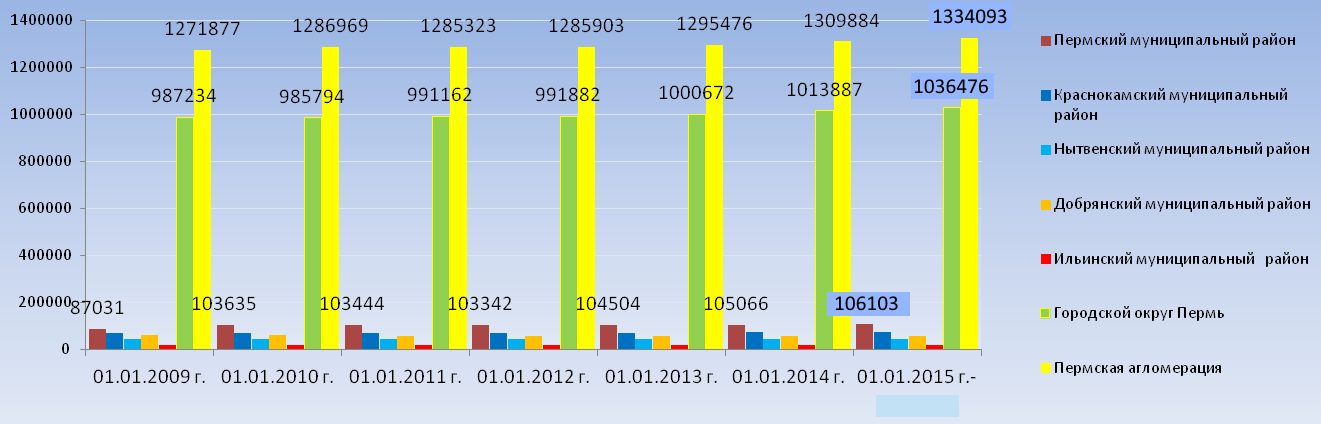 1400000
1200000
1000000
800000
600000
400000
200000
0
1271877
1286969
1285323
1285903
1295476
1309884
1334093
987234
985794
991162
991882
1000672
1013887
1036476
87031
103635
103444
103342
104504
105066
106103
01.01.2009 г.
01.01.2010 г.
01.01.2011 г.
01.01.2012 г.
01.01.2013 г.
01.01.2014 г.
01.01.2015 г.-
Пермский муниципальный район
Краснокамский муниципальный
район
Нытвенский муниципальный район
Добрянский муниципальный район
Ильинский муниципальный район
Городской округ Пермь
Пермская агломерация